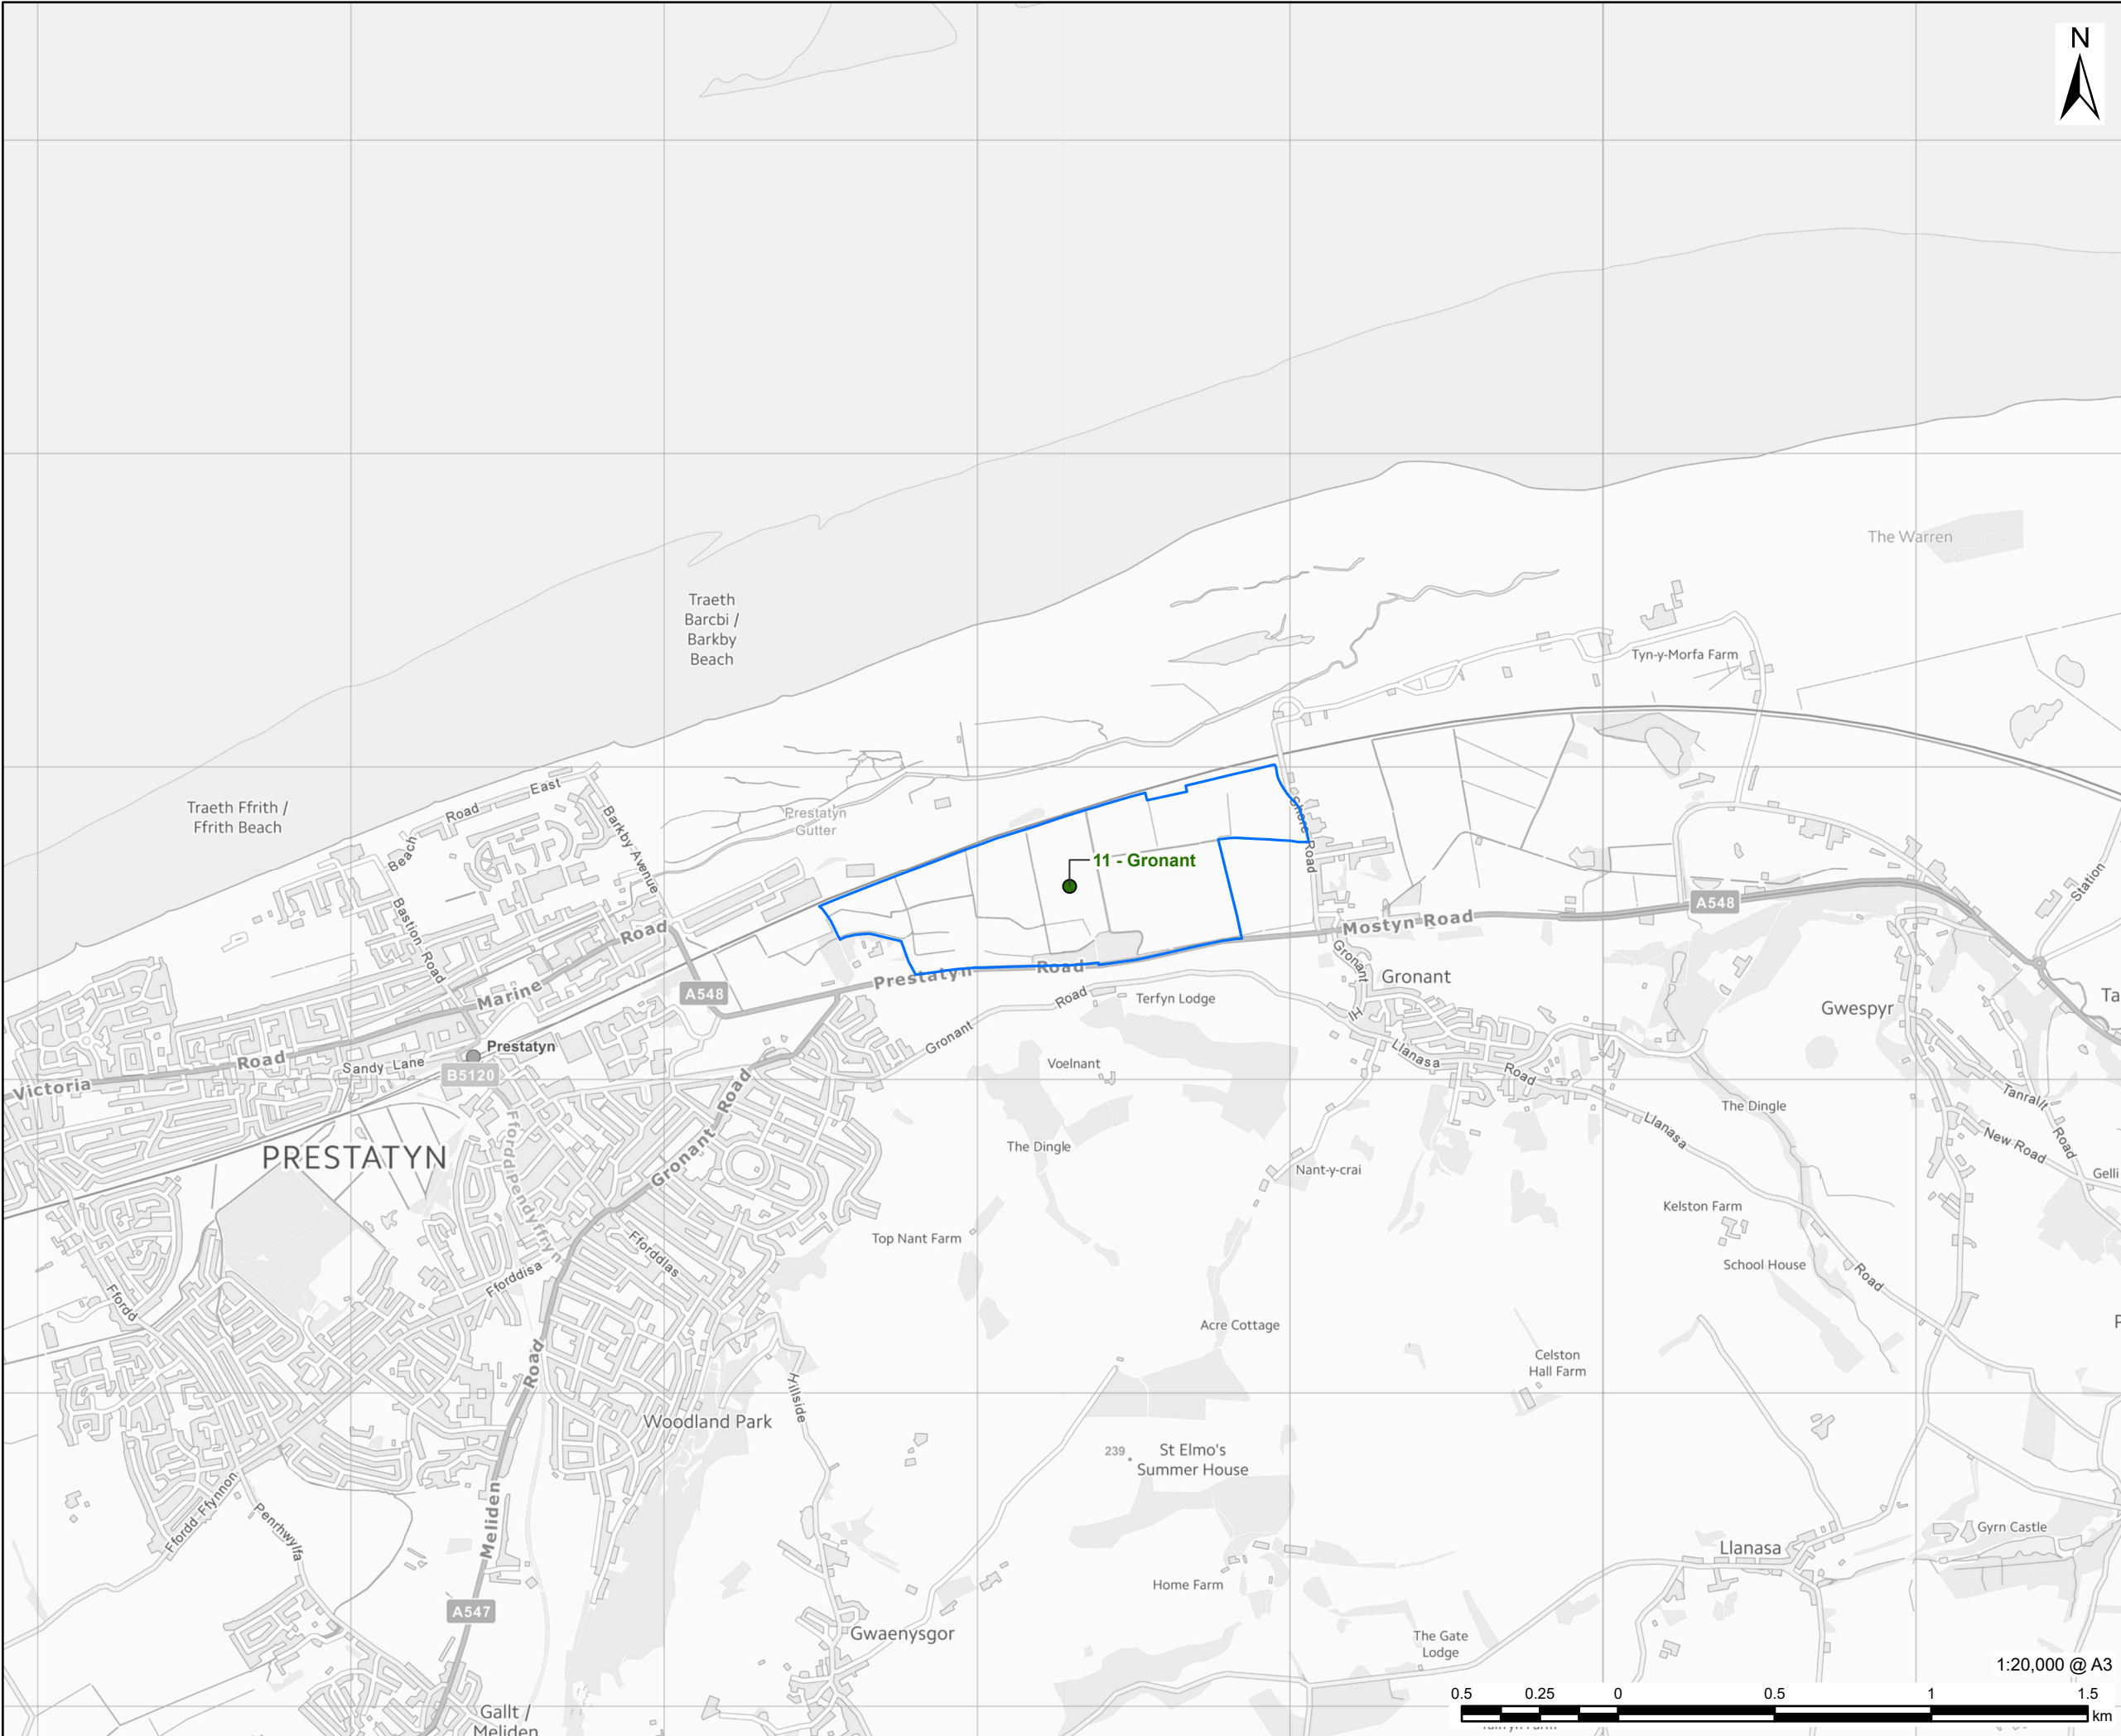 N
The Warren
Traeth
Barcbi /
Barkby
Beach
Tyn-y-Morfa Farm
Traeth Ffrith /
Ffrith Beach
Beach
Road
East
Barkby Avenue
Prestatyn
Gutter
Shore
Road
11 - Gronant
Station
A548
Bastion Road
Marine
Road
Mostyn Road
Prestatyn
Road
A548
Gronant
Gronant
Hl
Road
Terfyn Lodge
Gwespyr
Ta
Gronant
Prestatyn
Victoria
Road
Sandy Lane
B5120
Voelnant
Llanasa
Road
Tanrallt
Road
The Dingle
Llanasa
New Road
PRESTATYN
Ffordd Pendyffryn
Gronant
Road
The Dingle
Nant-y-crai
Gelli
Kelston Farm
Top Nant Farm
Ffordd
Fforddisa
Fforddlas
School House
Road
Acre Cottage
P
Road
Hillside
Celston
Hall Farm
Woodland Park
239
St Elmo's
Summer House
Ffordd Ffynnon
Penrhwylfa
Meliden
Gyrn Castle
Llanasa
Home Farm
A547
Gwaenysgor
The Gate
Lodge
1:20,000 @ A3
Gallt /
Meliden
0.5
0.25
0
0.5
1
1.5
km